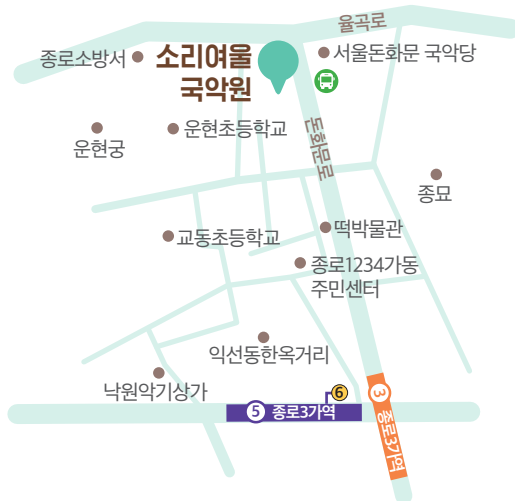 율곡로
종로소방서
소리여울
국악원
서울돈화문 국악당
운현궁
운현초등학교
돈화문로
종묘
교동초등학교
떡박물관
종로1234가동
주민센터
익선동한옥거리
낙원악기상가
6
5 종로3가역
3 종로3가역